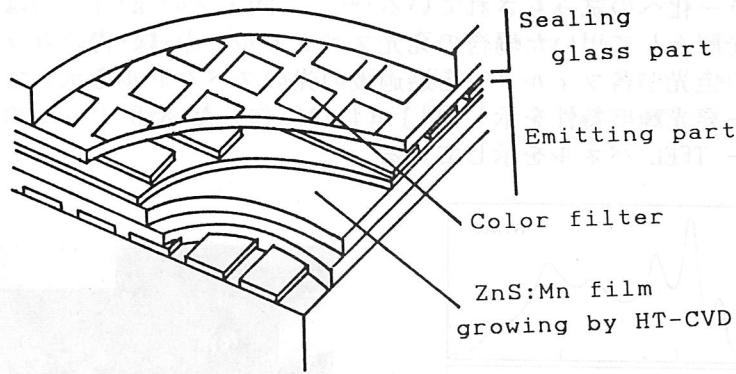 Sealing
glass part
Emitting part
Color filter
ZnS:Mn film
growing by HT-CVD